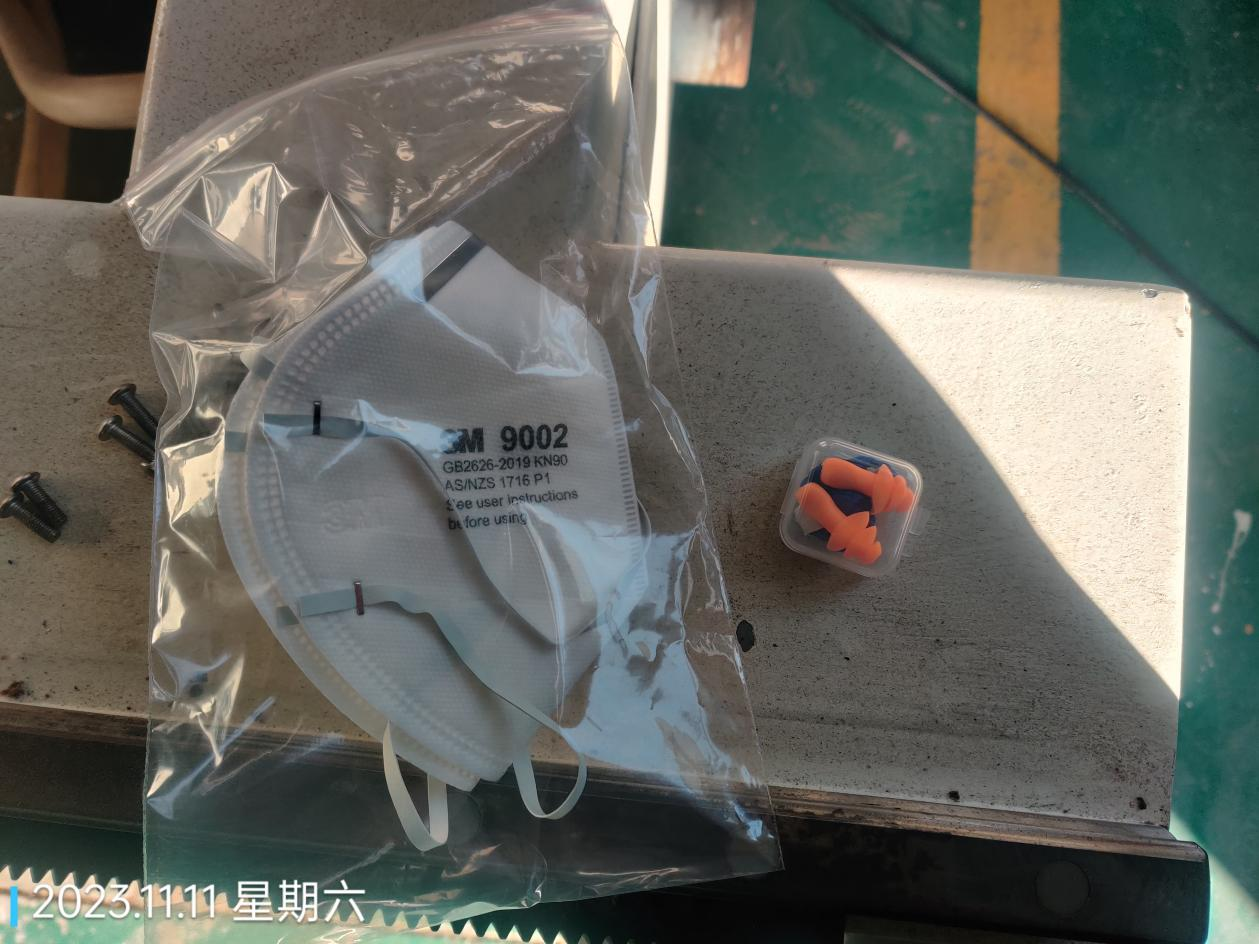 3M 9002
GB2626-2019 KN90
AS/NZS 1716 P1
See user instructions
before using
2023.11.11 星期六